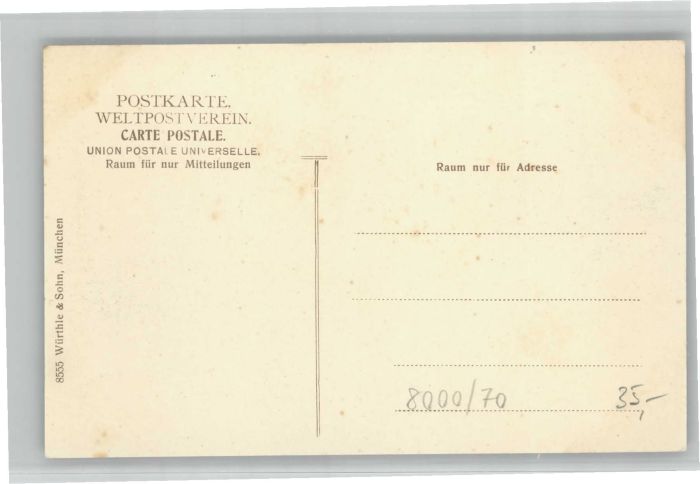 POSTKARTE.
WELTPOSTVEREIN.
CARTE POSTALE.
UNION POSTALE UNIVERSELLE.
Raum für nur Mitteilungen
Raum nur für Adresse
8555 Würthle & Sohn, München
8000/70
35,-